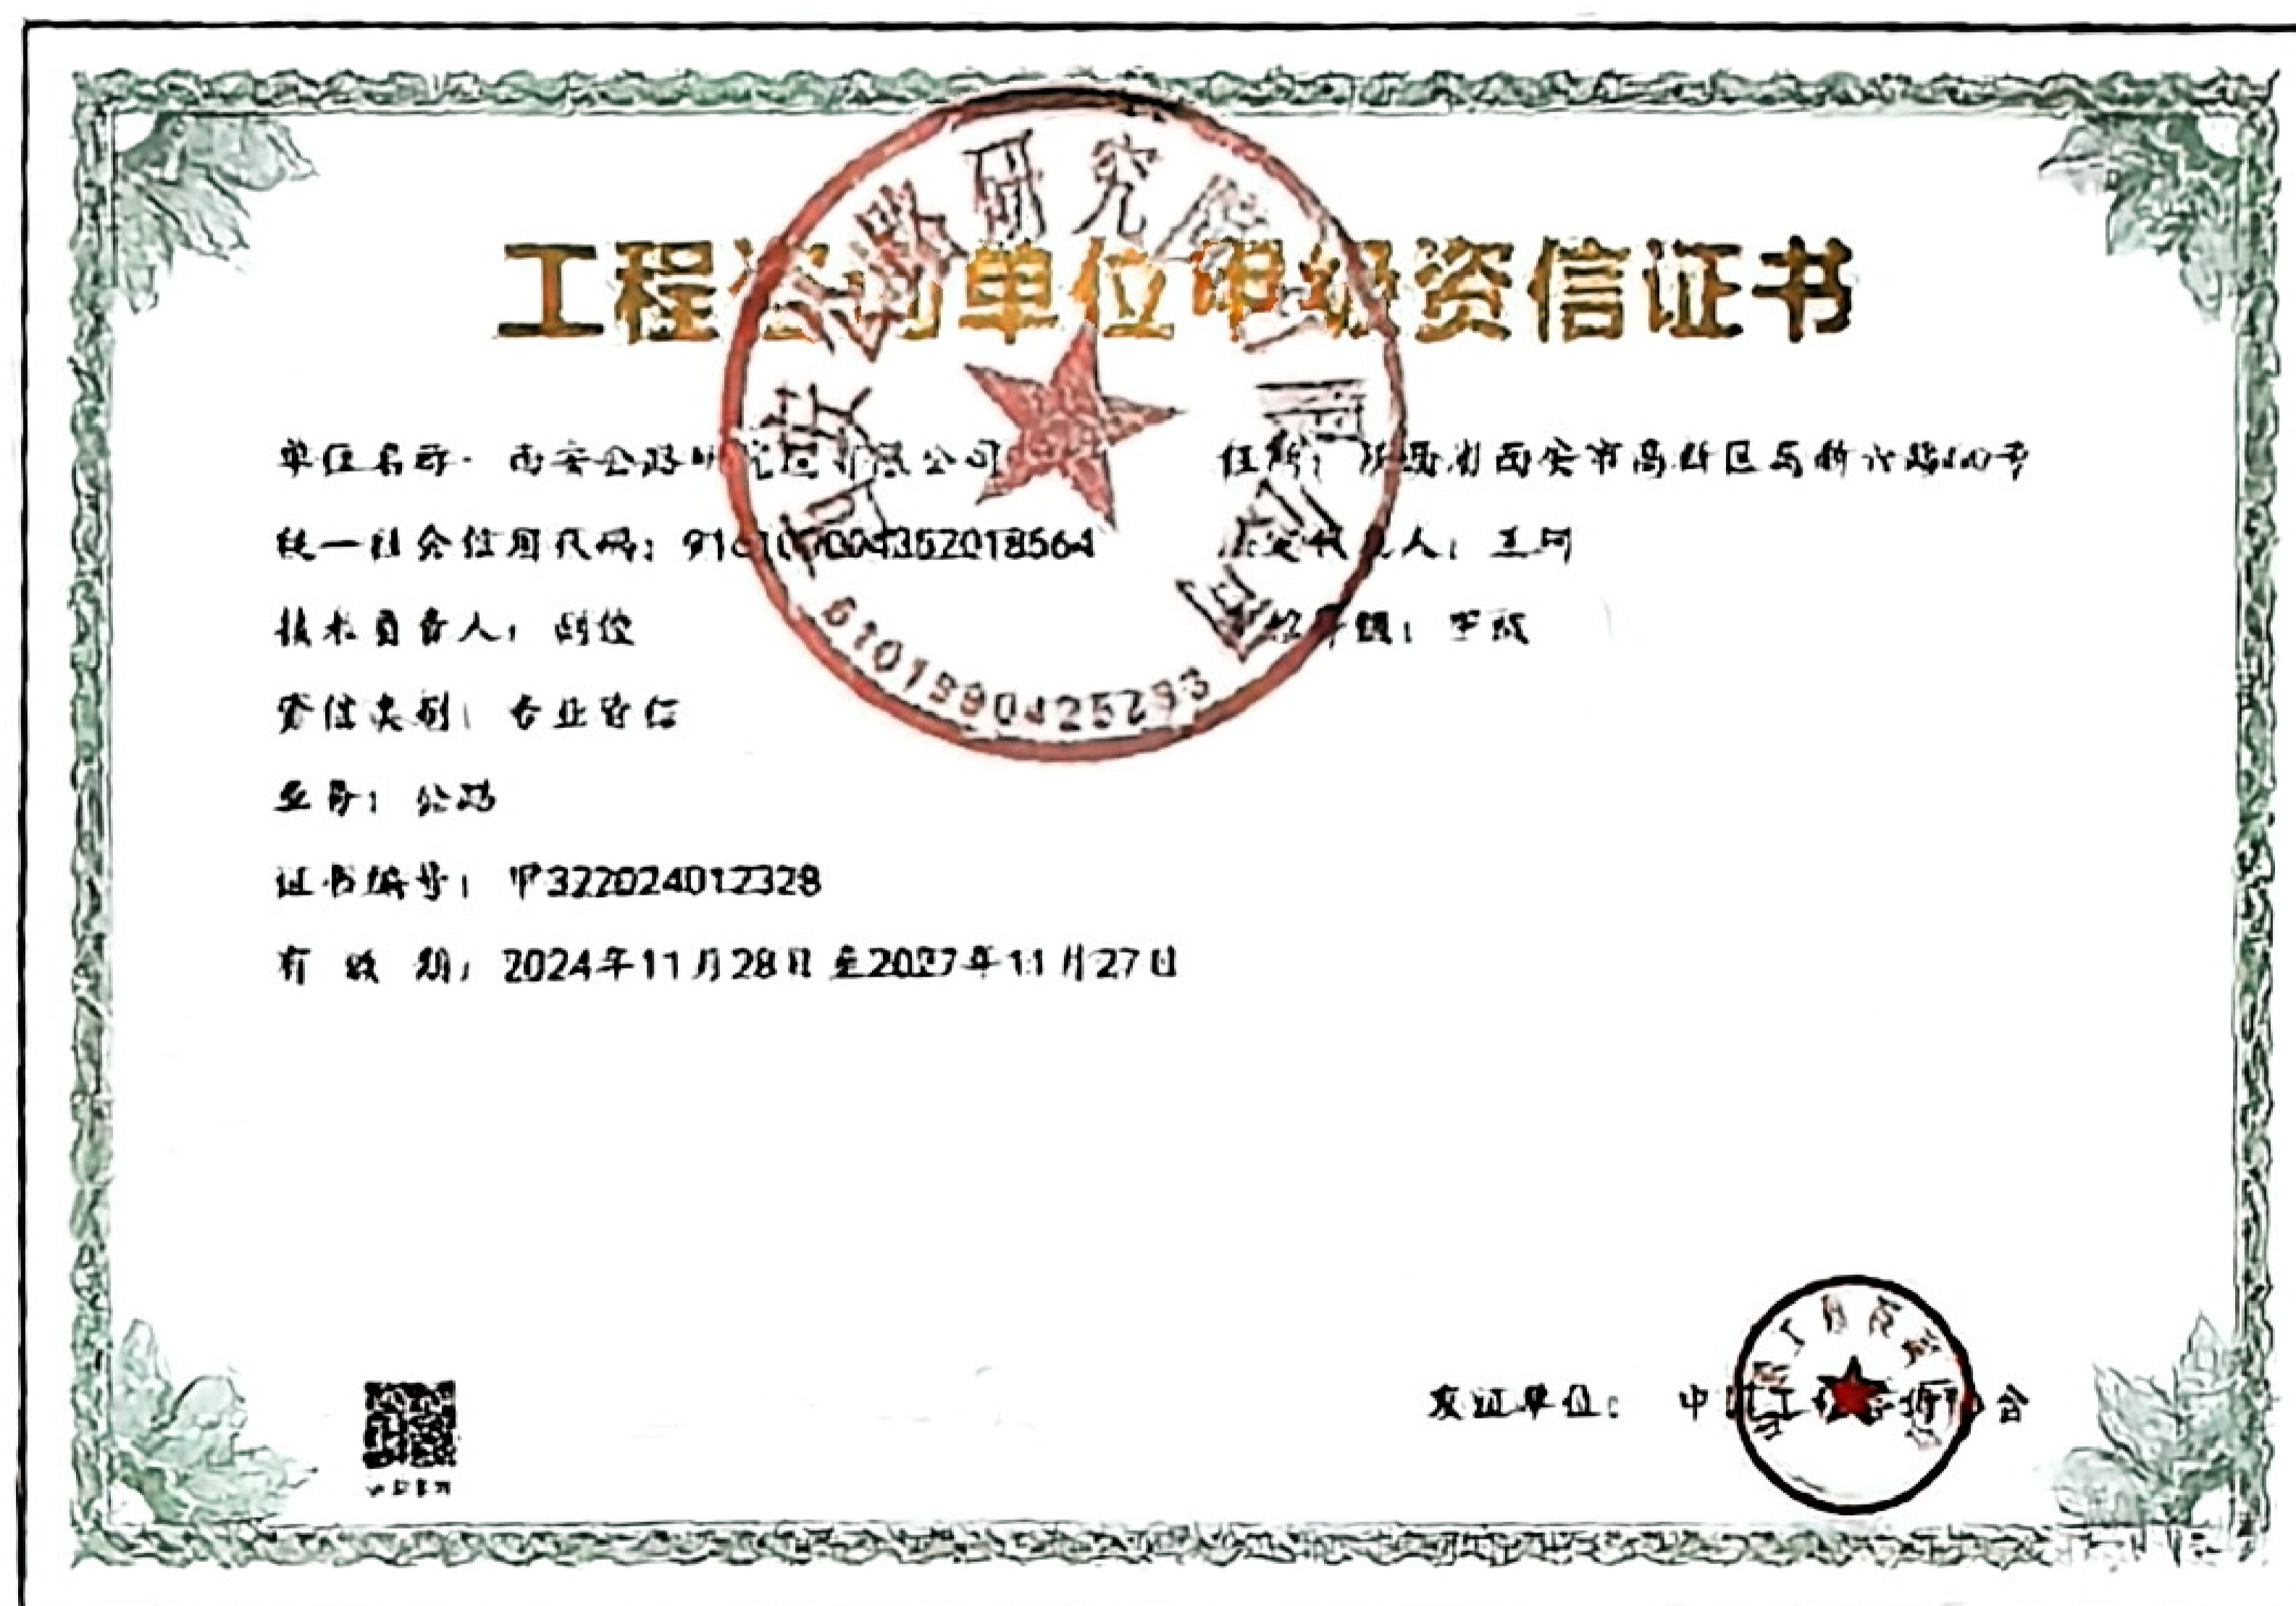 工程咨询单位甲级资信证书
单位名称: 西安公路研究院有限公司
住所: 陕西省西安市高新区高新六路60号
统一社会信用代码:
法定代表人:
技术负责人:
资格等级: 甲级
资信类别: 专业资信
业务: 公路
证书编号: 甲322024012328
有 效 期: 2024年11月28日至2027年11月27日
发证单位: 中国工程咨询协会